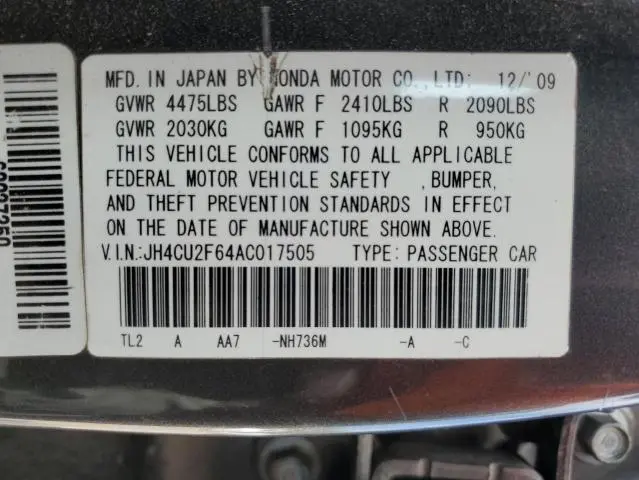 MFD. IN JAPAN BY HONDA MOTOR CO., LTD: 12/'09
GVWR 4475LBS GAWR F 2410LBS R 2090LBS
GVWR 2030KG GAWR F 1095KG R 950KG
THIS VEHICLE CONFORMS TO ALL APPLICABLE
FEDERAL MOTOR VEHICLE SAFETY ,BUMPER,
AND THEFT PREVENTION STANDARDS IN EFFECT
ON THE DATE OF MANUFACTURE SHOWN ABOVE.
V.I.N.:JH4CU2F64AC017505 TYPE: PASSENGER CAR
TL2 A AA7 -NH736M -A -C